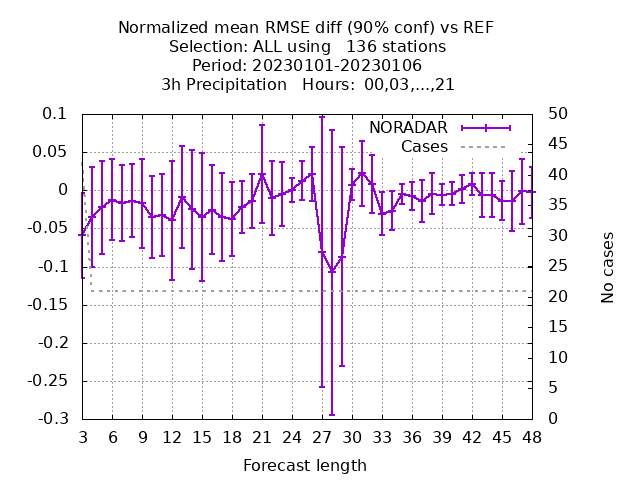 Normalized mean RMSE diff (90% conf) vs REF
Selection: ALL using   136 stations
Period: 20230101-20230106
3h Precipitation   Hours:  00,03,...,21
NORADAR
Cases
0.1
0.05
0
-0.05
-0.1
-0.15
-0.2
-0.25
-0.3
50
45
40
35
30
25
20
15
10
5
0
No cases
3 6 9 12 15 18 21 24 27 30 33 36 39 42 45 48
Forecast length